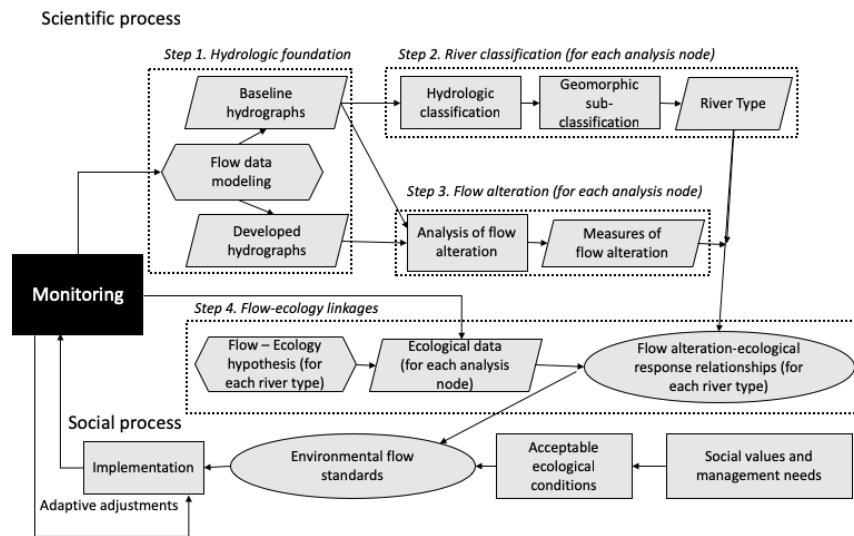 Scientific process
Step 1. Hydrologic foundation
Step 2. River classification (for each analysis node)
Baseline
hydrographs
Hydrologic
classification
Geomorphic
sub-
classification
River Type
Flow data
modeling
Step 3. Flow alteration (for each analysis node)
Developed
hydrographs
Analysis of flow
alteration
Measures of
flow alteration
Monitoring
Step 4. Flow-ecology linkages
Flow – Ecology
hypothesis (for
each river type)
Ecological data
(for each analysis
node)
Flow alteration-ecological
response relationships (for
each river type)
Social process
Implementation
Environmental flow
standards
Acceptable
ecological
conditions
Social values and
management needs
Adaptive adjustments